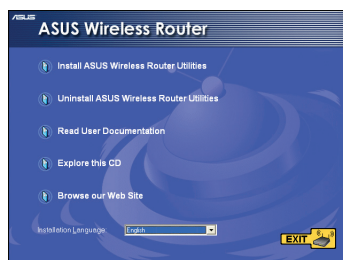 ASUS
ASUS Wireless Router
Install ASUS Wireless Router Utilities
Uninstall ASUS Wireless Router Utilities
Read User Documentation
Explore this CD
Browse our Web Site
Installation Language:
English
EXIT